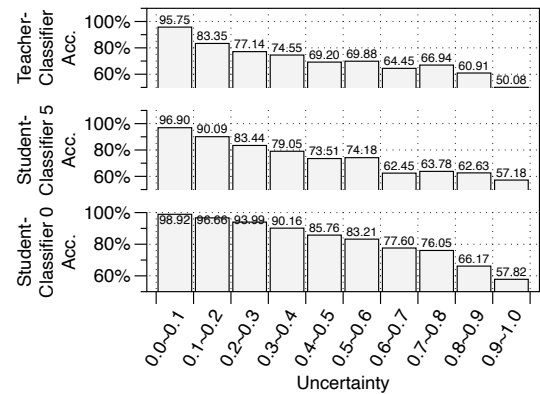 Teacher-
Classifier
Acc.
100%
80%
60%
95.75 83.35 77.14 74.55 69.20 69.88 64.45 66.94 60.91 50.08
Student-
Classifier 5
Acc.
100%
80%
60%
96.90 90.09 83.44 79.05 73.51 74.18 62.45 63.78 62.63 57.18
Student-
Classifier 0
Acc.
100%
80%
60%
98.92 96.66 93.99 90.16 85.76 83.21 77.60 76.05 66.17 57.82
0.0~0.1 0.1~0.2 0.2~0.3 0.3~0.4 0.4~0.5 0.5~0.6 0.6~0.7 0.7~0.8 0.8~0.9 0.9~1.0
Uncertainty